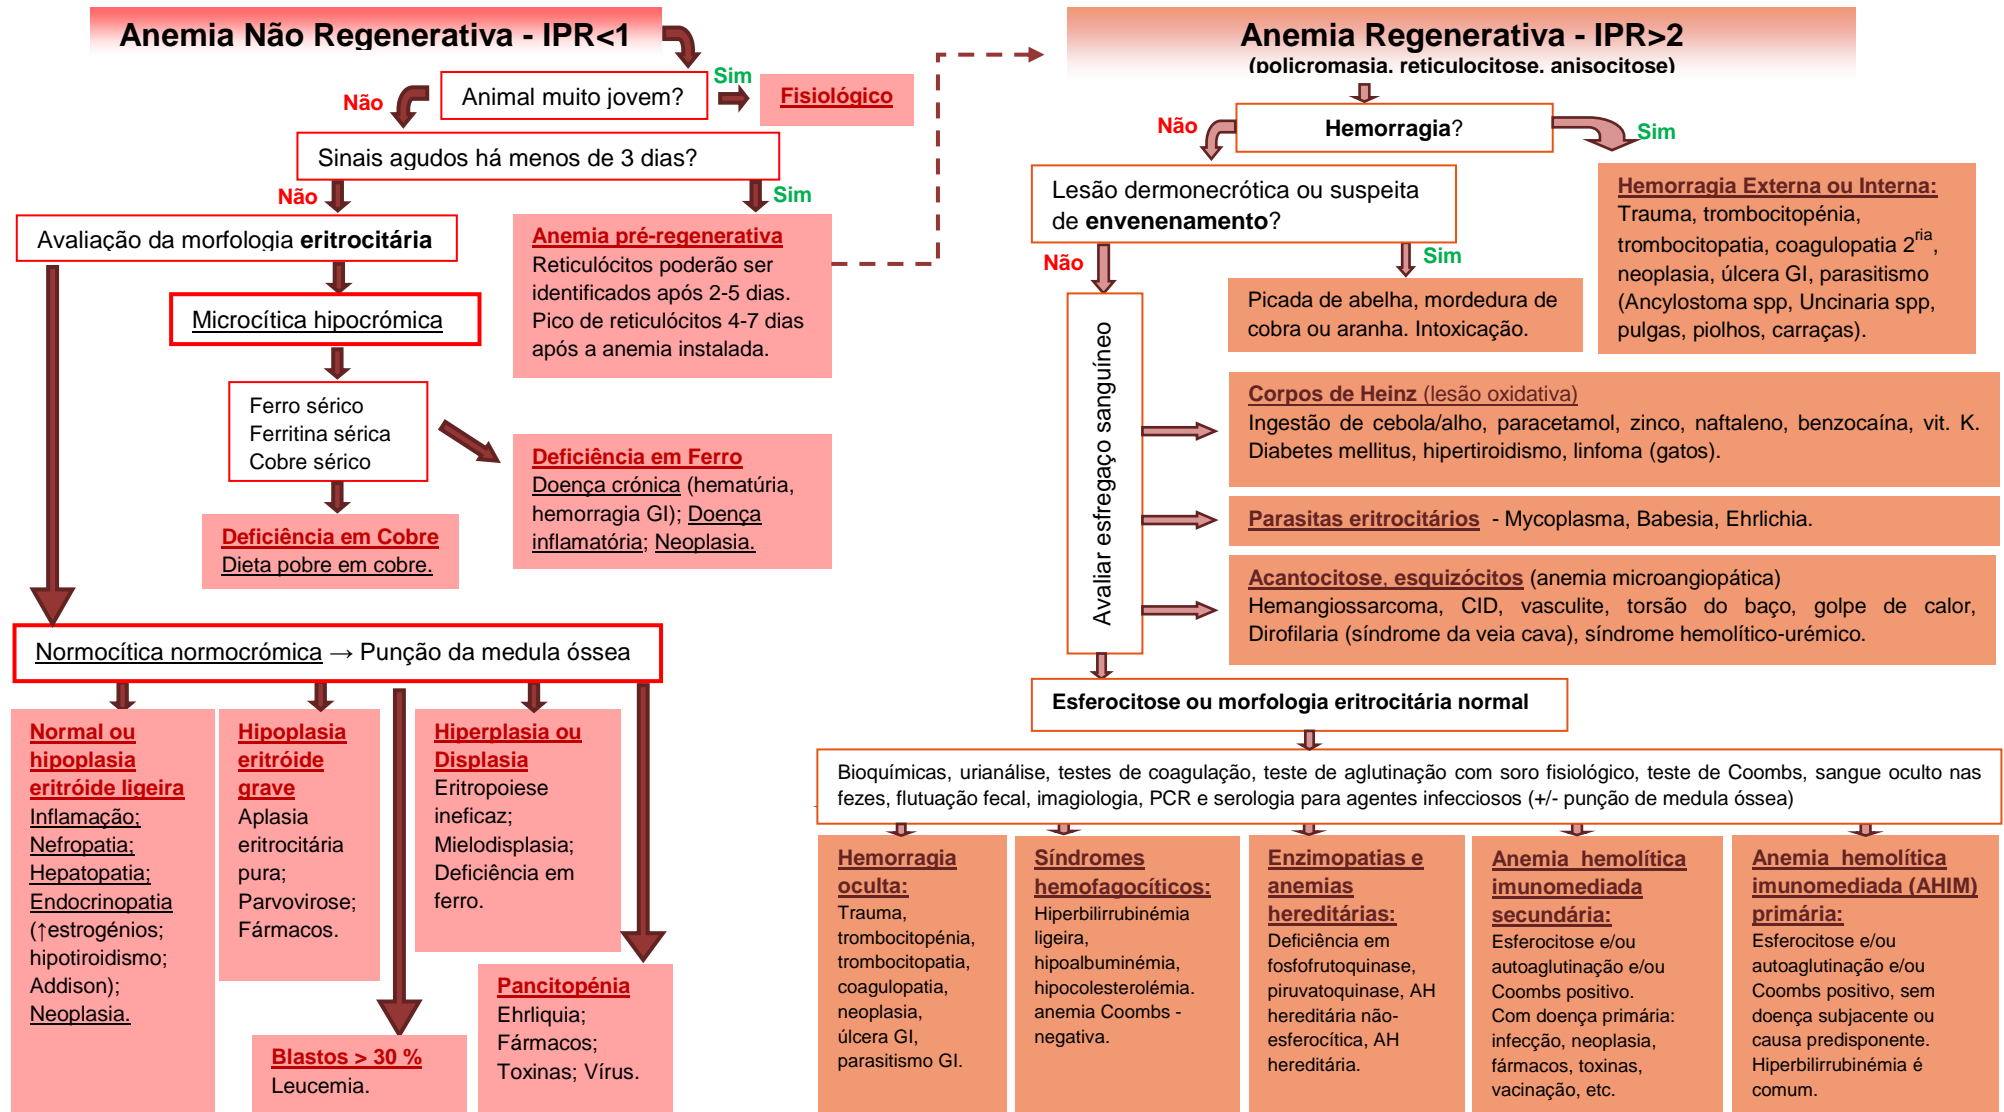 Anemia Não Regenerativa - IPR<1
Sim
Animal muito jovem?
Fisiológico
Não
Sinais agudos há menos de 3 dias?
Não
Sim
Avaliação da morfologia eritrocitária
Anemia pré-regenerativa
Reticulócitos poderão ser
identificados após 2-5 dias.
Pico de reticulócitos 4-7 dias
após a anemia instalada.
Microcítica hipocrómica
Ferro sérico
Ferritina sérica
Cobre sérico
Deficiência em Ferro
Doença crónica (hematúria,
hemorragia GI); Doença
inflamatória; Neoplasia.
Deficiência em Cobre
Dieta pobre em cobre.
Normocítica normocrómica → Punção da medula óssea
Normal ou
hipoplasia
eritróide ligeira
Inflamação;
Nefropatia;
Hepatopatia;
Endocrinopatia
(↑estrogénios;
hipotiroidismo;
Addison);
Neoplasia.
Hipoplasia
eritróide
grave
Aplasia
eritrocitária
pura;
Parvovirose;
Fármacos.
Hiperplasia ou
Displasia
Eritropoiese
ineficaz;
Mielodisplasia;
Deficiência em
ferro.
Pancitopénia
Ehrliquia;
Fármacos;
Toxinas; Vírus.
Blastos > 30 %
Leucemia.
Anemia Regenerativa - IPR>2
(policromasia, reticulocitose, anisocitose)
Não
Hemorragia?
Sim
Lesão dermonecrótica ou suspeita
de envenenamento?
Hemorragia Externa ou Interna:
Trauma, trombocitopénia,
trombocitopatia, coagulopatia 2ria,
neoplasia, úlcera GI, parasitismo
(Ancylostoma spp, Uncinaria spp,
pulgas, piolhos, carraças).
Não
Sim
Picada de abelha, mordedura de
cobra ou aranha. Intoxicação.
Avaliar esfregaço sanguíneo
Corpos de Heinz (lesão oxidativa)
Ingestão de cebola/alho, paracetamol, zinco, naftaleno, benzocaína, vit. K.
Diabetes mellitus, hipertiroidismo, linfoma (gatos).
Parasitas eritrocitários - Mycoplasma, Babesia, Ehrlichia.
Acantocitose, esquizócitos (anemia microangiopática)
Hemangiossarcoma, CID, vasculite, torsão do baço, golpe de calor,
Dirofilaria (síndrome da veia cava), síndrome hemolítico-urémico.
Esferocitose ou morfologia eritrocitária normal
Bioquímicas, urianálise, testes de coagulação, teste de aglutinação com soro fisiológico, teste de Coombs, sangue oculto nas
fezes, flutuação fecal, imagiologia, PCR e serologia para agentes infecciosos (+/- punção de medula óssea)
Hemorragia
oculta:
Trauma,
trombocitopénia,
trombocitopatia,
coagulopatia,
neoplasia,
úlcera GI,
parasitismo GI.
Síndromes
hemofagocíticos:
Hiperbilirrubinémia
ligeira,
hipoalbuminémia,
hipocolesterolémia.
anemia Coombs -
negativa.
Enzimopatias e
anemias
hereditárias:
Deficiência em
fosfofrutoquinase,
piruvatoquinase, AH
hereditária não-
esferocítica, AH
hereditária.
Anemia hemolítica
imunomediada
secundária:
Esferocitose e/ou
autoaglutinação e/ou
Coombs positivo.
Com doença primária:
infecção, neoplasia,
fármacos, toxinas,
vacinação, etc.
Anemia hemolítica
imunomediada (AHIM)
primária:
Esferocitose e/ou
autoaglutinação e/ou
Coombs positivo, sem
doença subjacente ou
causa predisponente.
Hiperbilirrubinémia é
comum.